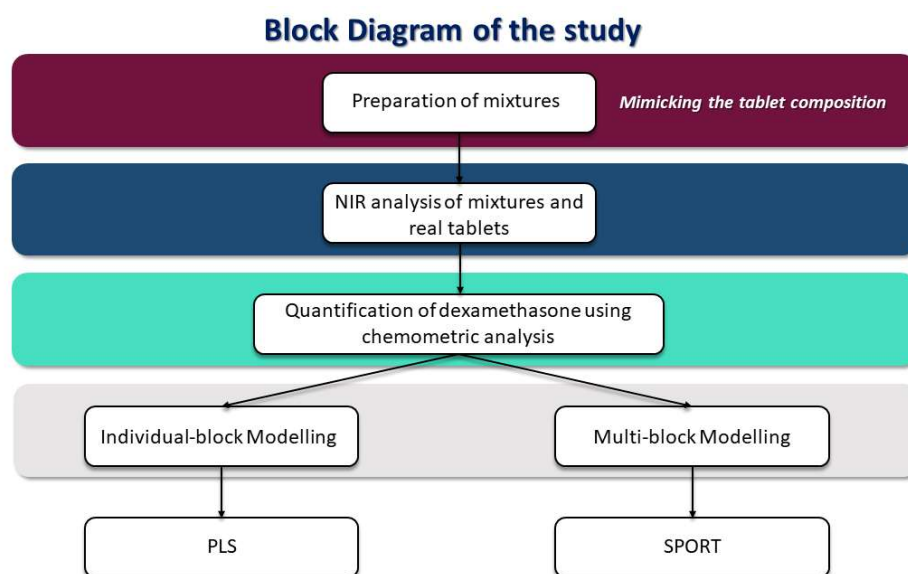 Block Diagram of the study
Preparation of mixtures
Mimicking the tablet composition
NIR analysis of mixtures and
real tablets
Quantification of dexamethasone using
chemometric analysis
Individual-block Modelling
Multi-block Modelling
PLS
SPORT